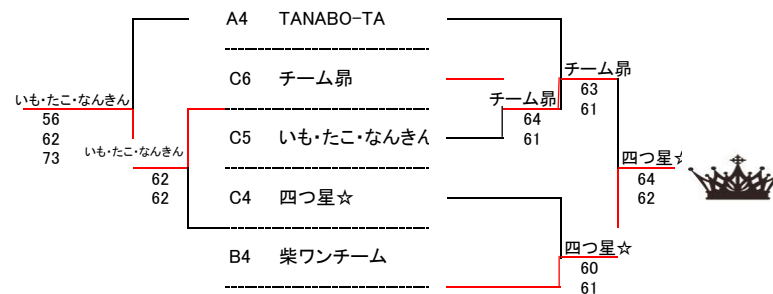 A4 TANABO-TA
C6 チーム昴
チーム昴
63
61
いも・たこ・なんきん
56
62
73
チーム昴
64
61
C5 いも・たこ・なんきん
いも・たこ・なんきん
62
62
四つ星☆
64
62
C4 四つ星☆
B4 柴ワンチーム
四つ星☆
60
61